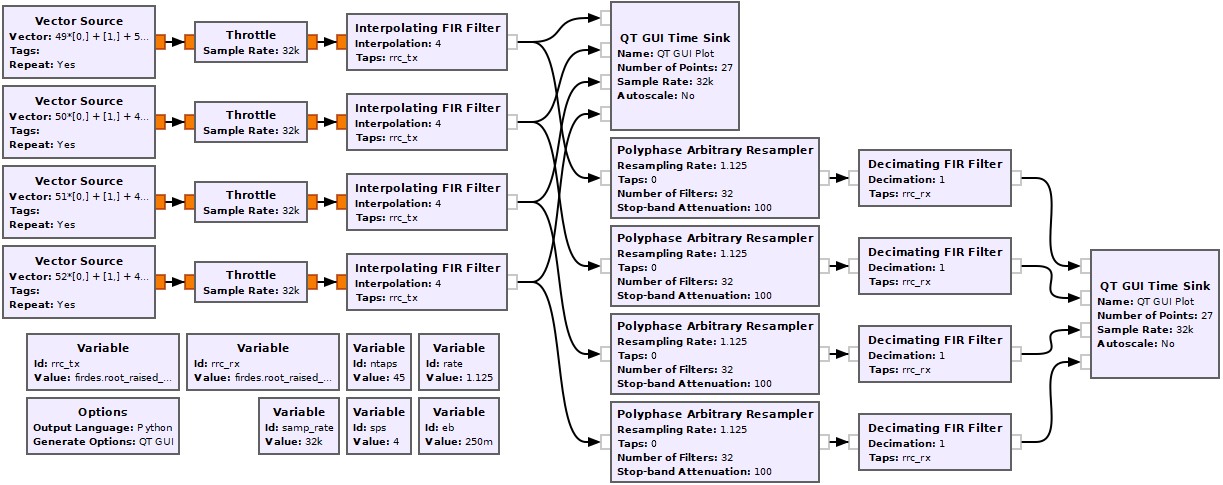 Vector Source
Vector: 49*[0,] + [1,] + 5...
Tags:
Repeat: Yes
Throttle
Sample Rate: 32k
Interpolating FIR Filter
Interpolation: 4
Taps: rrc_tx
QT GUI Time Sink
Name: QT GUI Plot
Number of Points: 27
Sample Rate: 32k
Autoscale: No
Vector Source
Vector: 50*[0,] + [1,] + 4...
Tags:
Repeat: Yes
Throttle
Sample Rate: 32k
Interpolating FIR Filter
Interpolation: 4
Taps: rrc_tx
Polyphase Arbitrary Resampler
Resampling Rate: 1.125
Taps: 0
Number of Filters: 32
Stop-band Attenuation: 100
Decimating FIR Filter
Decimation: 1
Taps: rrc_rx
Vector Source
Vector: 51*[0,] + [1,] + 4...
Tags:
Repeat: Yes
Throttle
Sample Rate: 32k
Interpolating FIR Filter
Interpolation: 4
Taps: rrc_tx
Polyphase Arbitrary Resampler
Resampling Rate: 1.125
Taps: 0
Number of Filters: 32
Stop-band Attenuation: 100
Decimating FIR Filter
Decimation: 1
Taps: rrc_rx
Vector Source
Vector: 52*[0,] + [1,] + 4...
Tags:
Repeat: Yes
Throttle
Sample Rate: 32k
Interpolating FIR Filter
Interpolation: 4
Taps: rrc_tx
QT GUI Time Sink
Name: QT GUI Plot
Number of Points: 27
Sample Rate: 32k
Autoscale: No
Polyphase Arbitrary Resampler
Resampling Rate: 1.125
Taps: 0
Number of Filters: 32
Stop-band Attenuation: 100
Decimating FIR Filter
Decimation: 1
Taps: rrc_rx
Variable
Id: rrc_tx
Value: firdes.root_raised_...
Variable
Id: rrc_rx
Value: firdes.root_raised_...
Variable
Id: ntaps
Value: 45
Variable
Id: rate
Value: 1.125
Options
Output Language: Python
Generate Options: QT GUI
Variable
Id: samp_rate
Value: 32k
Variable
Id: sps
Value: 4
Variable
Id: eb
Value: 250m
Polyphase Arbitrary Resampler
Resampling Rate: 1.125
Taps: 0
Number of Filters: 32
Stop-band Attenuation: 100
Decimating FIR Filter
Decimation: 1
Taps: rrc_rx